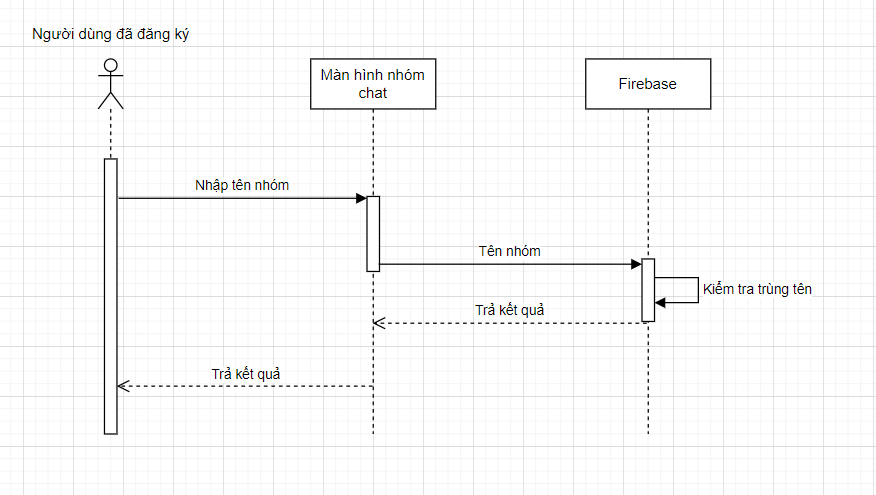 Người dùng đã đăng ký
Màn hình nhóm
chat
Firebase
Nhập tên nhóm
Tên nhóm
Kiểm tra trùng tên
Trả kết quả
Trả kết quả